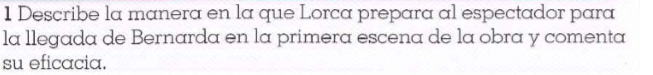 1 Describe la manera en la que Lorca prepara al espectador para
la llegada de Bernarda en la primera escena de la obra y comenta
su eficacia.